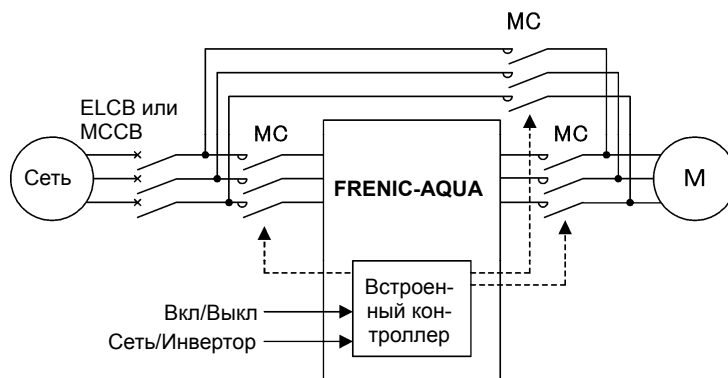 MC
ELCB или
MCCB
MC
MC
Сеть
FRENIC-AQUA
M
Встроен-
ный кон-
троллер
Вкл/Выкл
Сеть/Инвертор